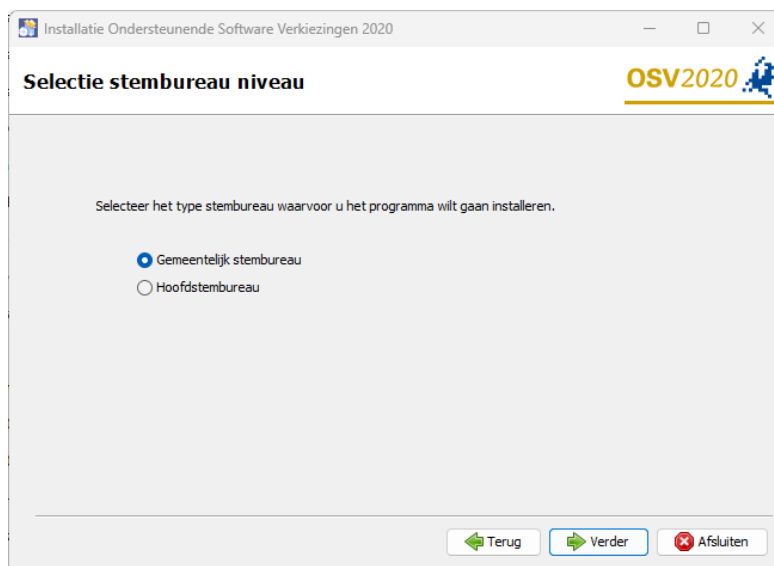 Installatie Ondersteunende Software Verkiezingen 2020
Selectie stembureau niveau
OSV2020
Selecteer het type stembureau waarvoor u het programma wilt gaan installeren.
Gemeentelijk stembureau
Hoofdstembureau
Terug
Verder
Afsluiten